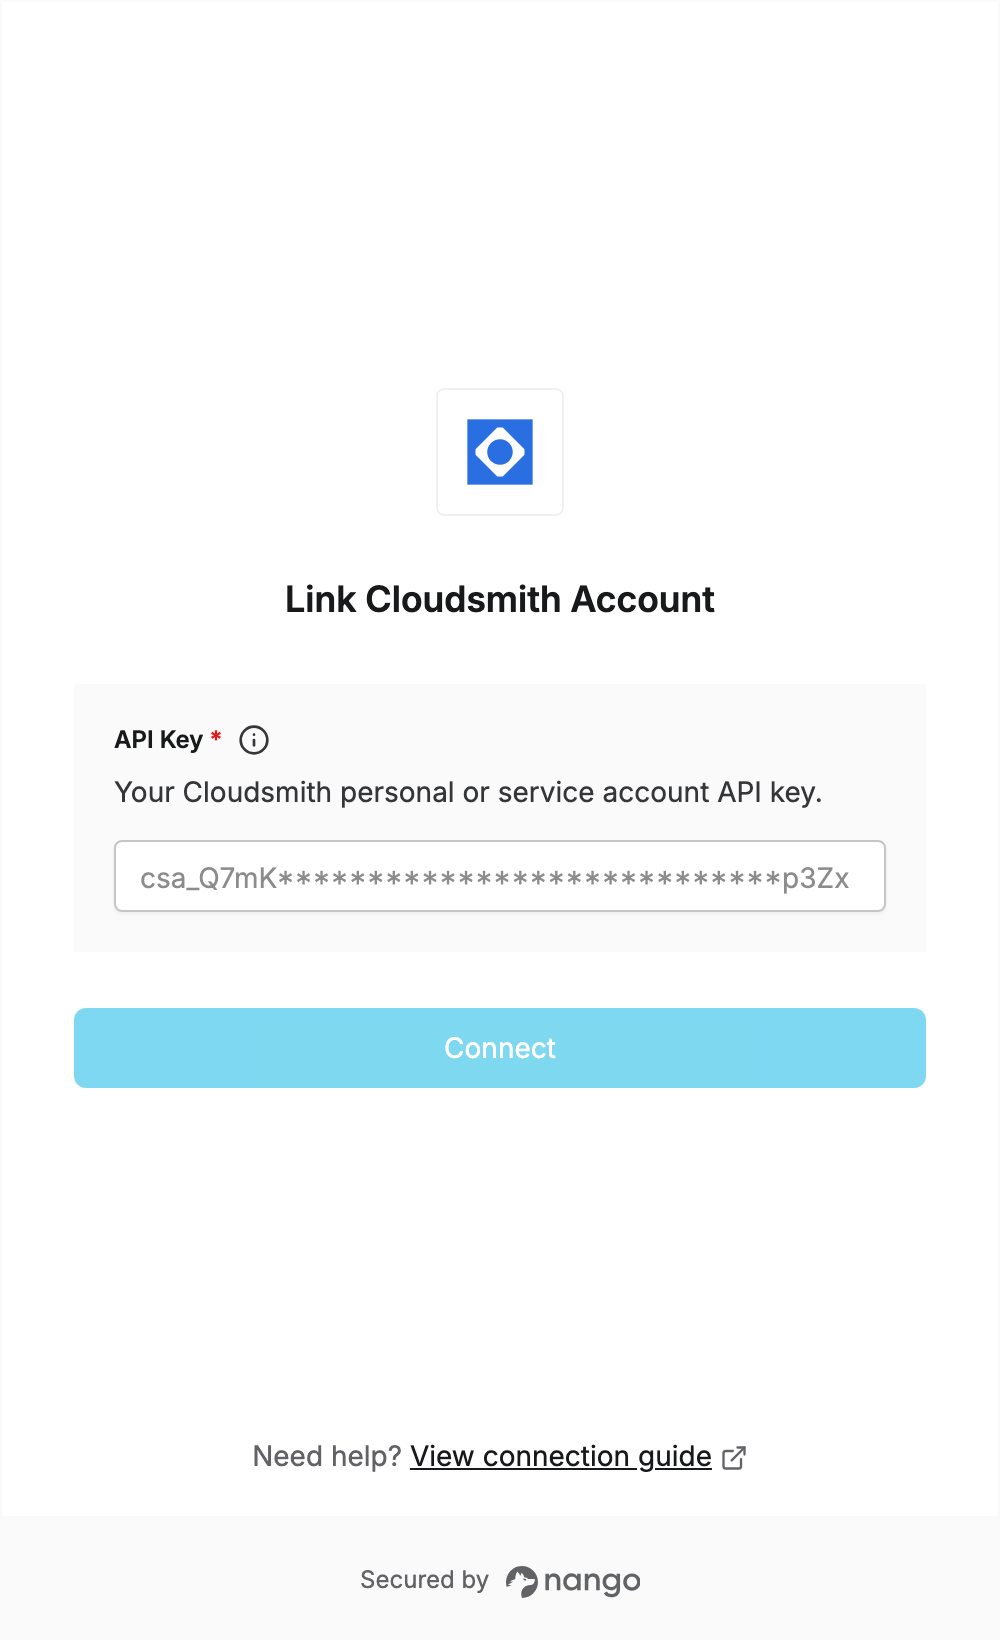 Link Cloudsmith Account
API Key *
Your Cloudsmith personal or service account API key.
csa_Q7mK****************************p3Zx
Connect
Need help? View connection guide
Secured by nango